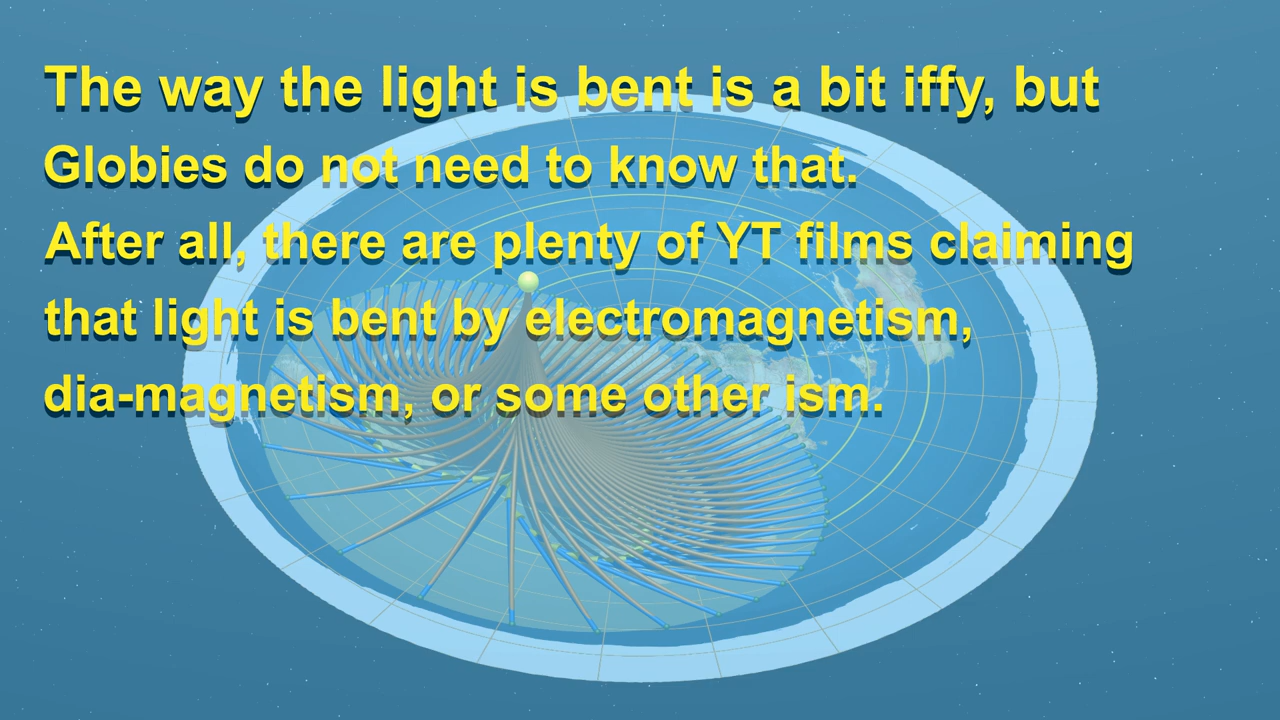 The way the light is bent is a bit iffy, but
Globies do not need to know that.
After all, there are plenty of YT films claiming
that light is bent by electromagnetism,
dia-magnetism, or some other ism.